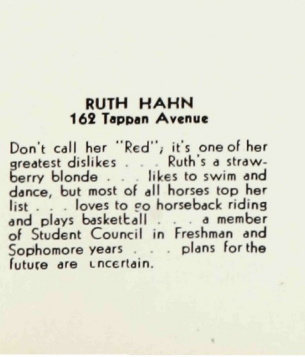 RUTH HAHN
162 Tappan Avenue
Don't call her "Red"; it's one of her
greatest dislikes . . . Ruth's a straw-
berry blonde . . . likes to swim and
dance, but most of all horses top her
list . . . loves to go horseback riding
and plays basketball . . . a member
of Student Council in Freshman and
Sophomore years . . . plans for the
future are uncertain.